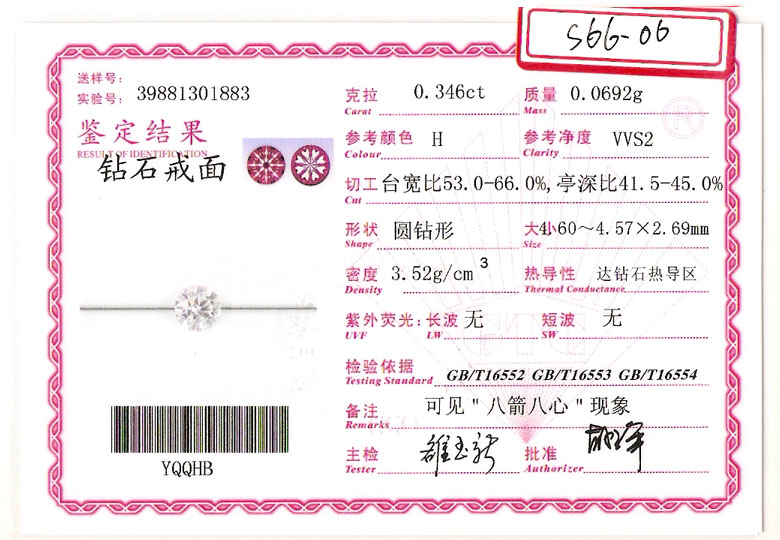 S66-06
送样号:
实验号: 39881301883
鉴定结果
RESULT OF IDENTIFICATION
钻石戒面
克拉 0.346ct 质量 0.0692g
Carat Mass
参考颜色 H 参考净度 VVS2
Colour Clarity
切工 台宽比53.0-66.0%,亭深比41.5-45.0%
Cut
形状 圆钻形 大小 4.60～4.57×2.69mm
Shape Size
密度 3.52g/cm3 热导性 达钻石热导区
Density Thermal Conductance
紫外荧光: 长波 无 短波 无
UVF LW SW
检验依据 GB/T16552 GB/T16553 GB/T16554
Testing Standard
备注 可见"八箭八心"现象
Remarks
主检 批准
Tester Authorizer
YQQHB